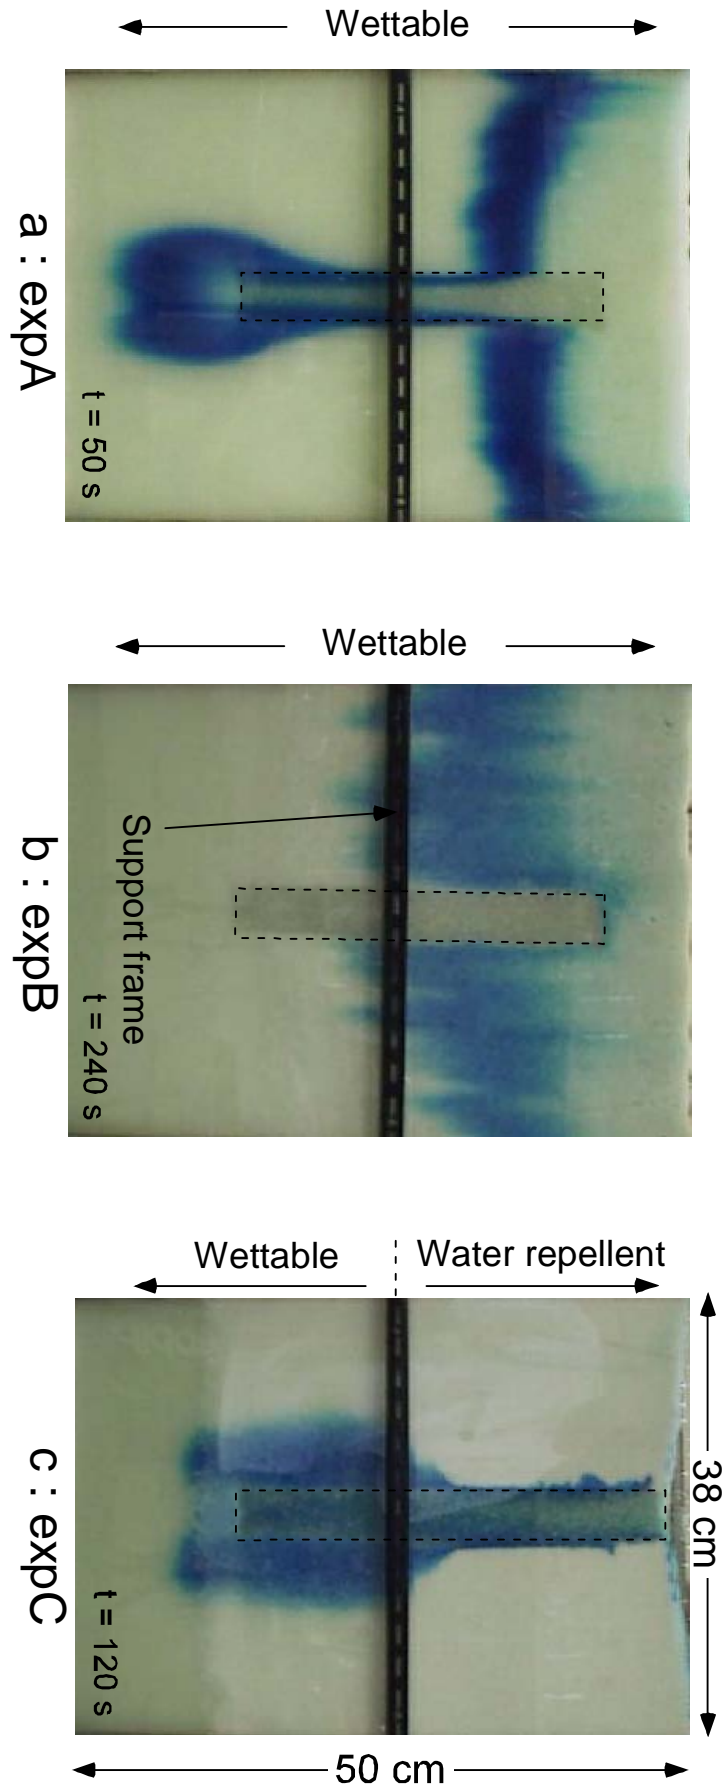 Wettable
a : expA
t = 50 s
Wettable
Support frame
b : expB
t = 240 s
Wettable
Water repellent
38 cm
c : expC
t = 120 s
50 cm